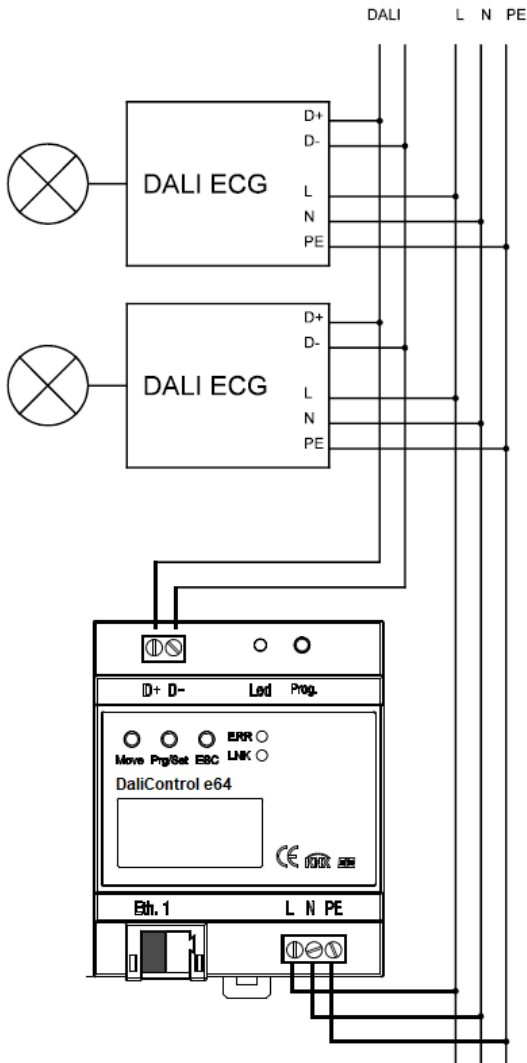 DALI L N PE
D+
D-
DALI ECG
L
N
PE
D+
D-
DALI ECG
L
N
PE
D+ D- Led Prog.
ERR
Move Prg/Set ESC LNK
DaliControl e64
CE
Eth. 1 L N PE